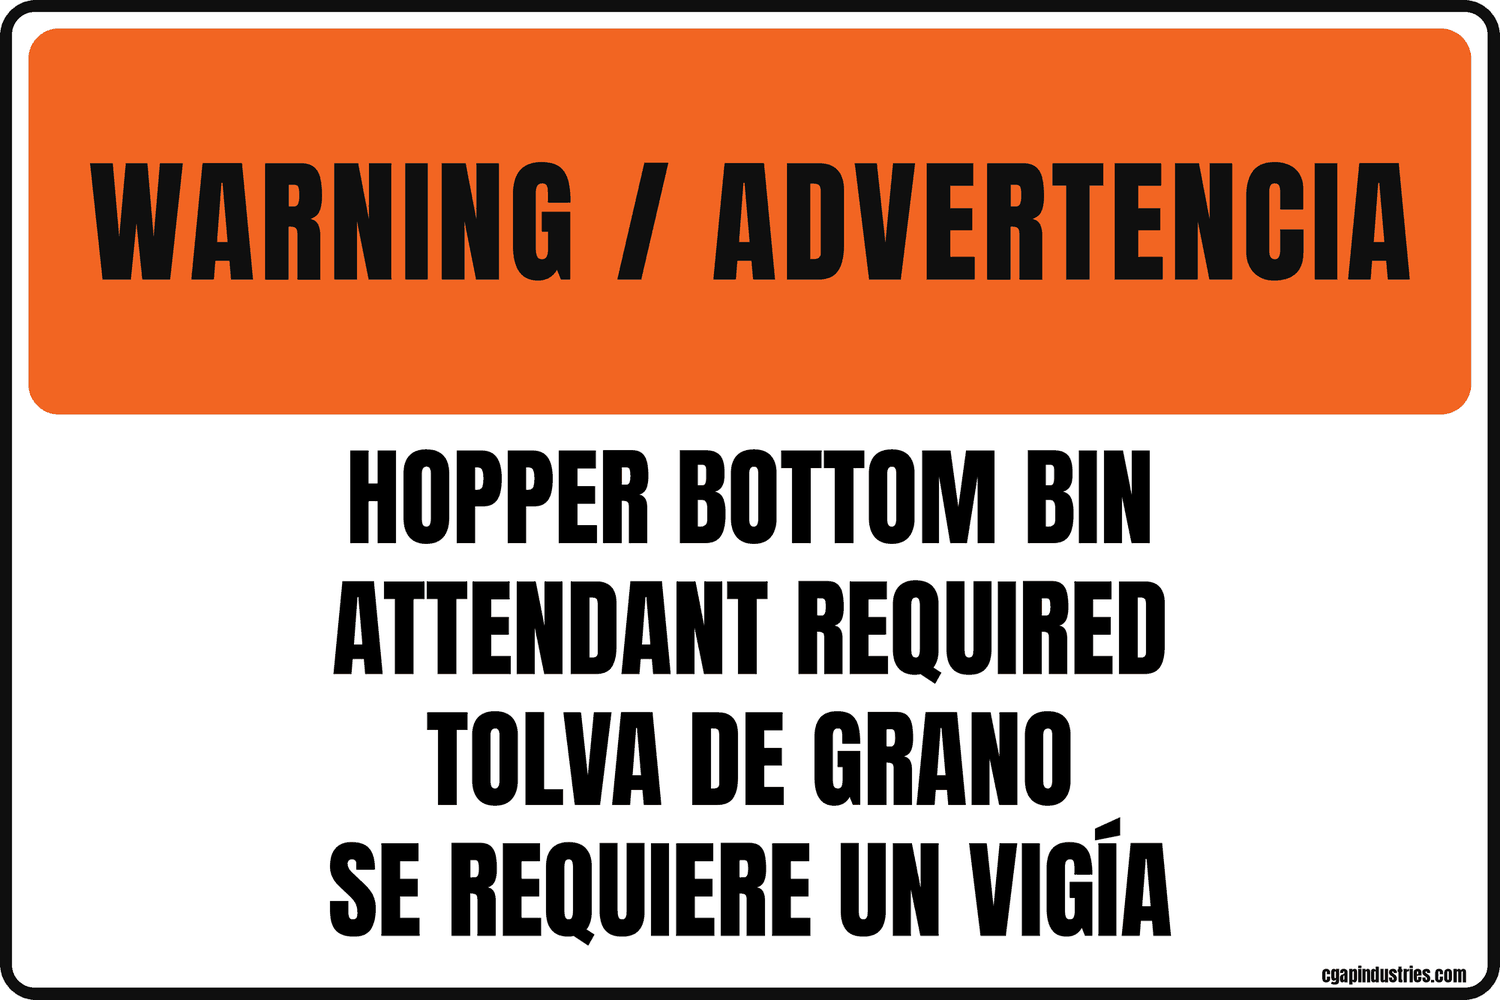 WARNING / ADVERTENCIA
HOPPER BOTTOM BIN
ATTENDANT REQUIRED
TOLVA DE GRANO
SE REQUIERE UN VIGÍA
cgapindustries.com